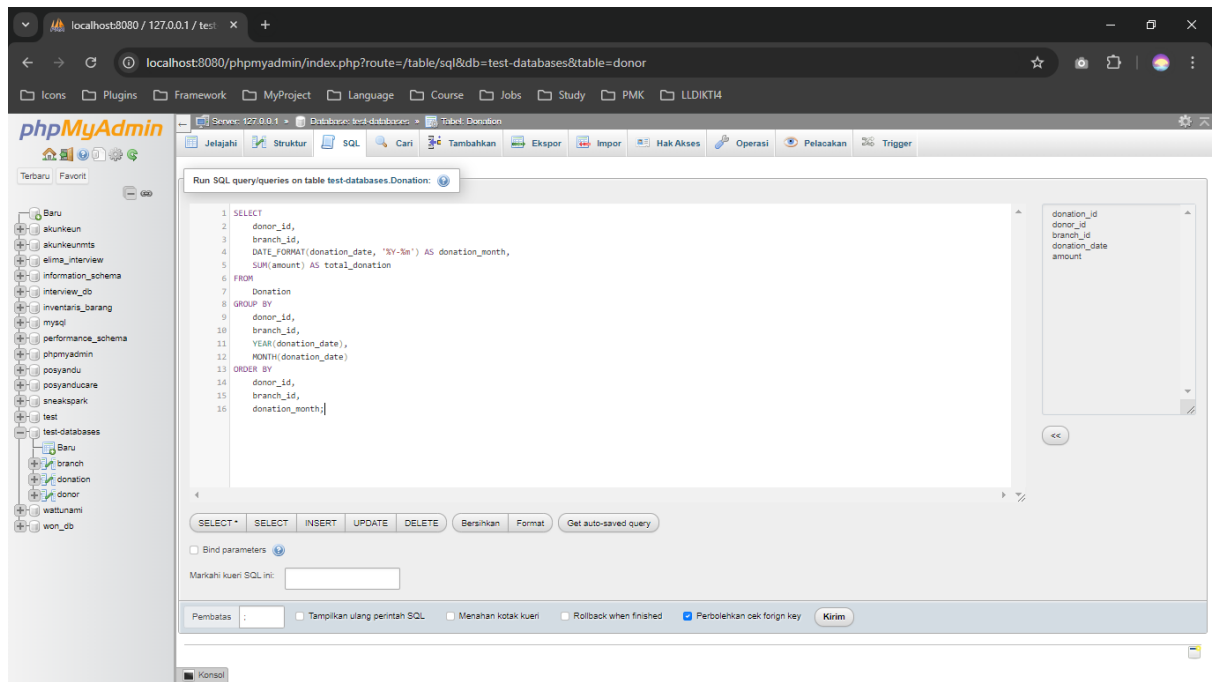 localhost:8080 / 127.0.0.1 / test
localhost:8080/phpmyadmin/index.php?route=/table/sql&db=test-databases&table=donor
Icons Plugins Framework MyProject Language Course Jobs Study PMK LLDIKTI4
phpMyAdmin
Terbaru Favorit
Baru
akunkeun
akunkeunmts
elima_interview
information_schema
interview_db
inventaris_barang
mysql
performance_schema
phpmyadmin
posyandu
posyanducare
sneakspark
test
test-databases
Baru
branch
donation
donor
wattunami
won_db
Server: 127.0.0.1 » Database: test-databases » Tabel: Donation
Jelajahi Struktur SQL Cari Tambahkan Ekspor Impor Hak Akses Operasi Pelacakan Trigger
Run SQL query/queries on table test-databases.Donation:
1 SELECT
2 donor_id,
3 branch_id,
4 DATE_FORMAT(donation_date, '%Y-%m') AS donation_month,
5 SUM(amount) AS total_donation
6 FROM
7 Donation
8 GROUP BY
9 donor_id,
10 branch_id,
11 YEAR(donation_date),
12 MONTH(donation_date)
13 ORDER BY
14 donor_id,
15 branch_id,
16 donation_month;
donation_id
donor_id
branch_id
donation_date
amount
<<
SELECT* SELECT INSERT UPDATE DELETE Bersihkan Format Get auto-saved query
Bind parameters
Markahi kueri SQL ini:
Pembatas ; Tampilkan ulang perintah SQL Menahan kotak kueri Rollback when finished Perbolehkan cek forign key Kirim
Konsol